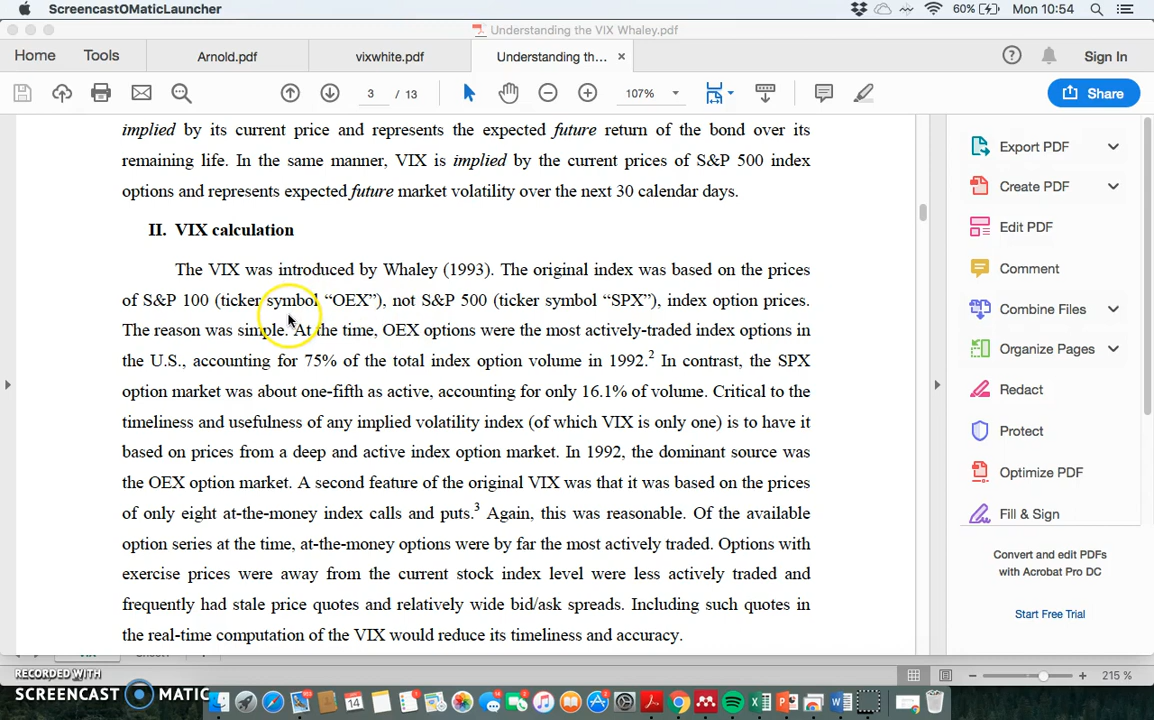 ScreencastOMaticLauncher
60%
Mon 10:54
Understanding the VIX Whaley.pdf
Home
Tools
Arnold.pdf
vixwhite.pdf
Understanding th...
×
Sign In
3 / 13
107%
Share
implied by its current price and represents the expected future return of the bond over its
remaining life. In the same manner, VIX is implied by the current prices of S&P 500 index
options and represents expected future market volatility over the next 30 calendar days.
II. VIX calculation
The VIX was introduced by Whaley (1993). The original index was based on the prices
of S&P 100 (ticker symbol “OEX”), not S&P 500 (ticker symbol “SPX”), index option prices.
The reason was simple. At the time, OEX options were the most actively-traded index options in
the U.S., accounting for 75% of the total index option volume in 1992.2 In contrast, the SPX
option market was about one-fifth as active, accounting for only 16.1% of volume. Critical to the
timeliness and usefulness of any implied volatility index (of which VIX is only one) is to have it
based on prices from a deep and active index option market. In 1992, the dominant source was
the OEX option market. A second feature of the original VIX was that it was based on the prices
of only eight at-the-money index calls and puts.3 Again, this was reasonable. Of the available
option series at the time, at-the-money options were by far the most actively traded. Options with
exercise prices were away from the current stock index level were less actively traded and
frequently had stale price quotes and relatively wide bid/ask spreads. Including such quotes in
the real-time computation of the VIX would reduce its timeliness and accuracy.
Export PDF
Create PDF
Edit PDF
Comment
Combine Files
Organize Pages
Redact
Protect
Optimize PDF
Fill & Sign
Convert and edit PDFs
with Acrobat Pro DC
Start Free Trial
215 %
RECORDED WITH
SCREENCAST MATIC
14